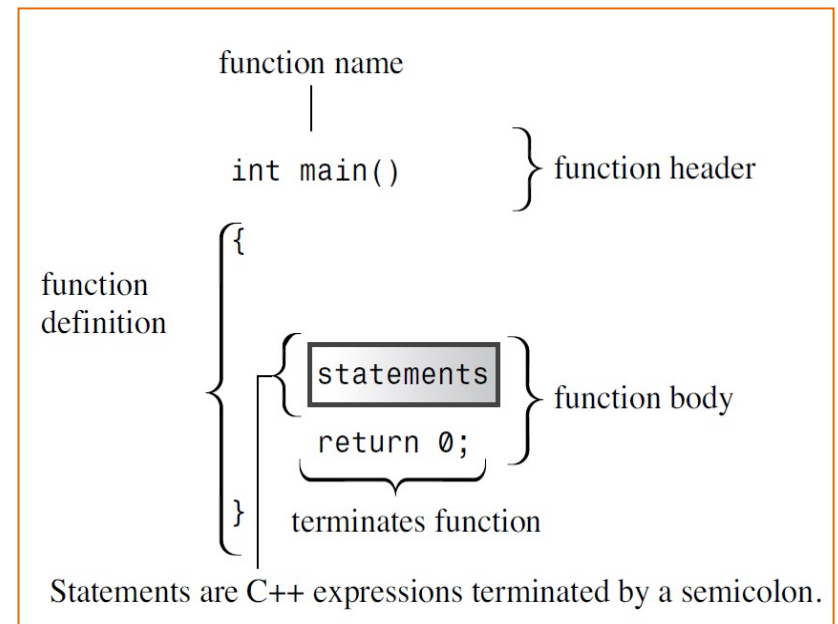 function name
int main()
function header
{
function
definition
statements
function body
return 0;
}
terminates function
Statements are C++ expressions terminated by a semicolon.